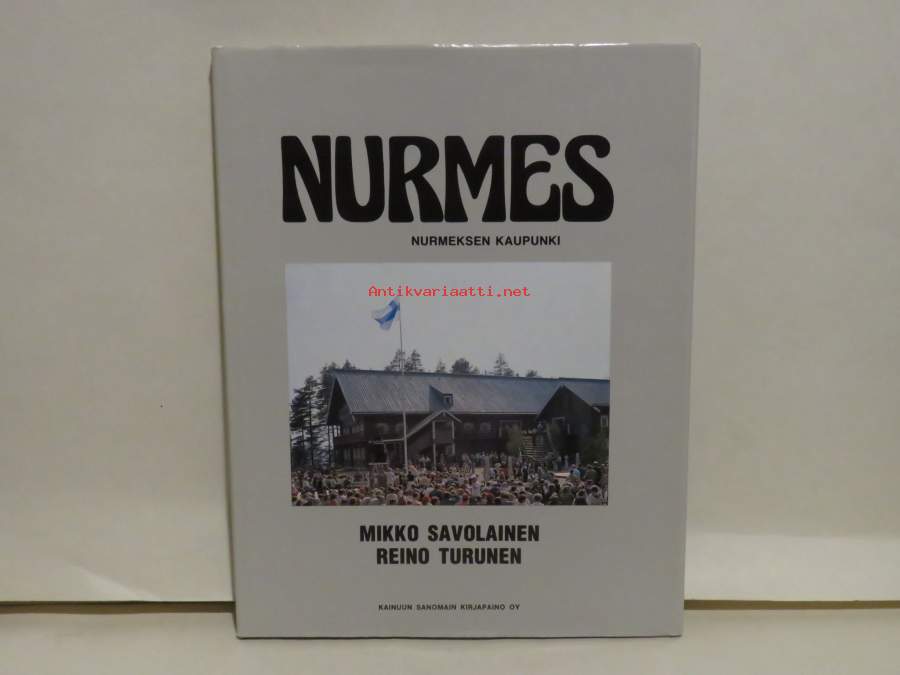 NURMES
NURMEKSEN KAUPUNKI
Antikvariaatti.net
MIKKO SAVOLAINEN
REINO TURUNEN
KAINUUN SANOMAIN KIRJAPAINO OY